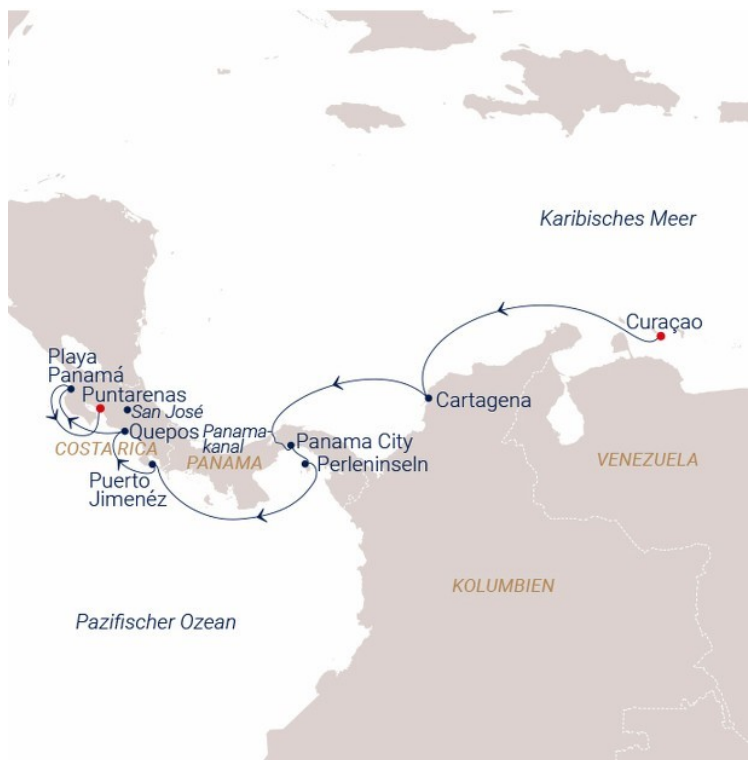 Karibisches Meer
Curaçao
Playa
Panamá
Puntarenas
San José
Cartagena
Quepos
Panama-
kanal
Panama City
COSTA RICA
PANAMA
Perleninseln
VENEZUELA
Puerto
Jimenéz
KOLUMBIEN
Pazifischer Ozean